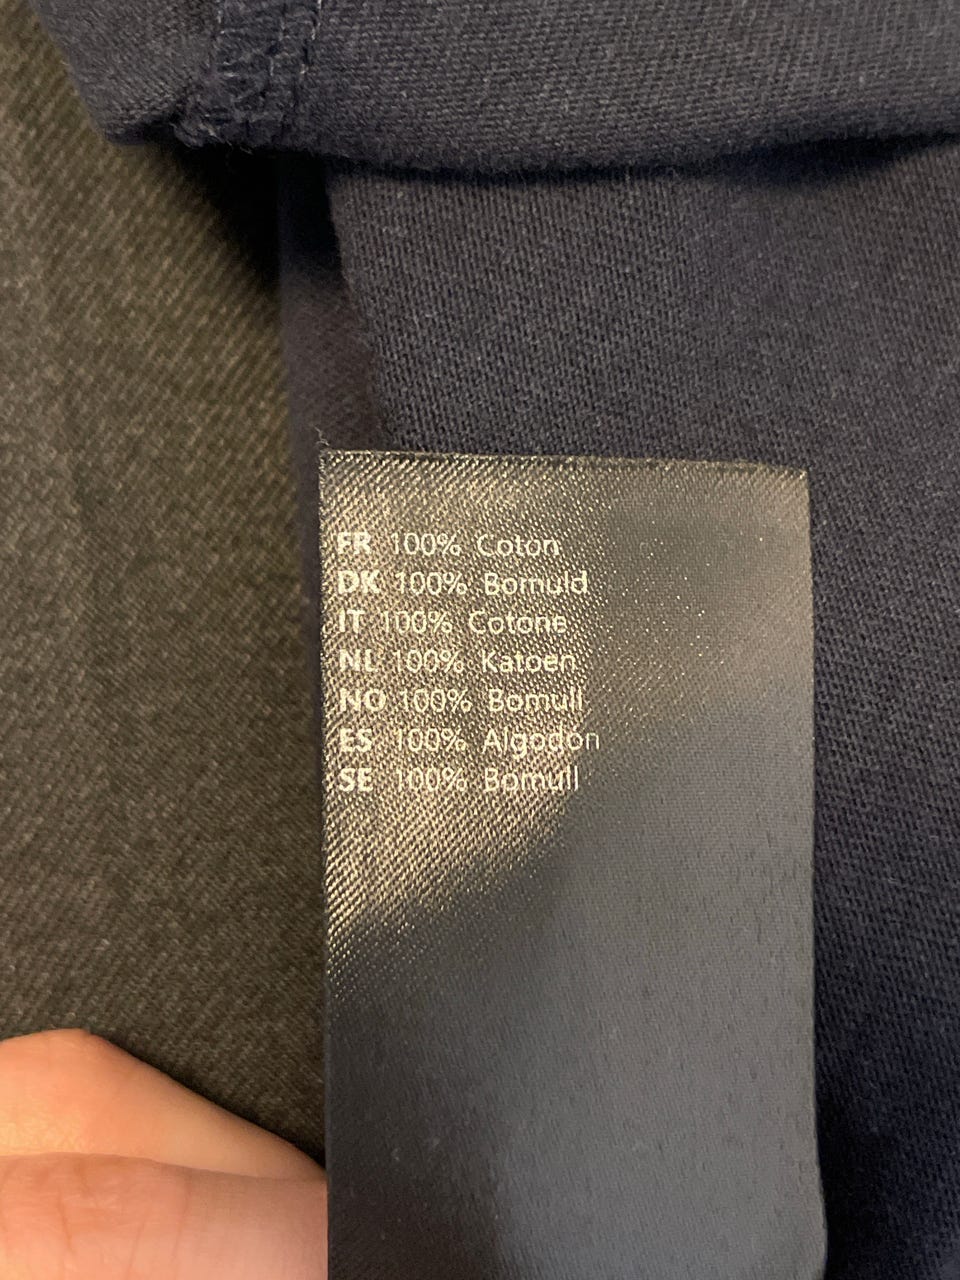 FR 100% Coton
DK 100% Bomuld
IT 100% Cotone
NL 100% Katoen
NO 100% Bomull
ES 100% Algodón
SE 100% Bomull